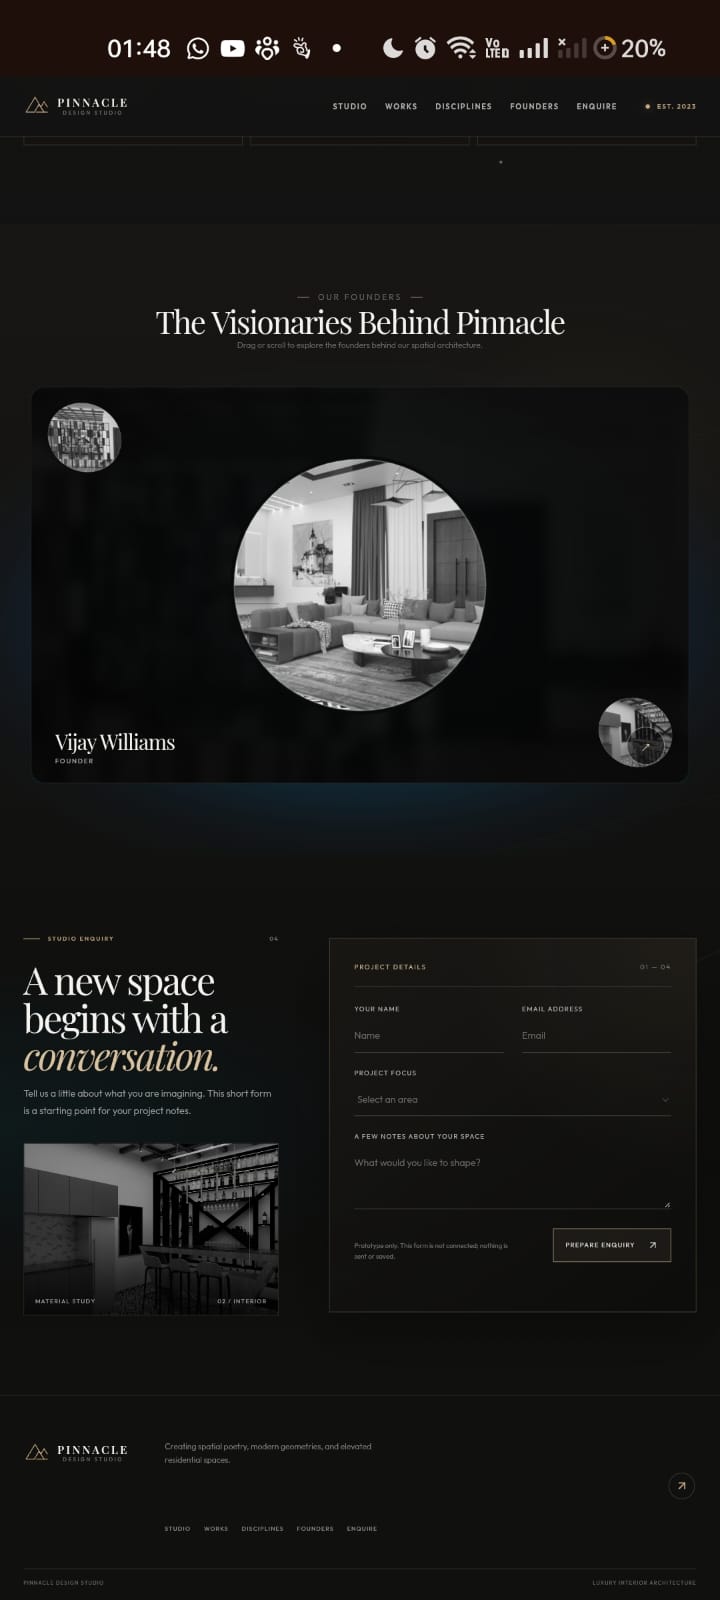 01:48
Vo LTED
20%
PINNACLE
DESIGN STUDIO
STUDIO WORKS DISCIPLINES FOUNDERS ENQUIRE EST. 2023
OUR FOUNDERS
The Visionaries Behind Pinnacle
Drag or scroll to explore the founders behind our spatial architecture.
Vijay Williams
FOUNDER
STUDIO ENQUIRY 04
A new space
begins with a
conversation.
Tell us a little about what you are imagining. This short form
is a starting point for your project notes.
MATERIAL STUDY 02 / INTERIOR
PROJECT DETAILS 01 — 04
YOUR NAME EMAIL ADDRESS
Name Email
PROJECT FOCUS
Select an area
A FEW NOTES ABOUT YOUR SPACE
What would you like to shape?
Prototype only. This form is not connected; nothing is
sent or saved.
PREPARE ENQUIRY
PINNACLE
DESIGN STUDIO
Creating spatial poetry, modern geometries, and elevated
residential spaces.
STUDIO WORKS DISCIPLINES FOUNDERS ENQUIRE
PINNACLE DESIGN STUDIO LUXURY INTERIOR ARCHITECTURE